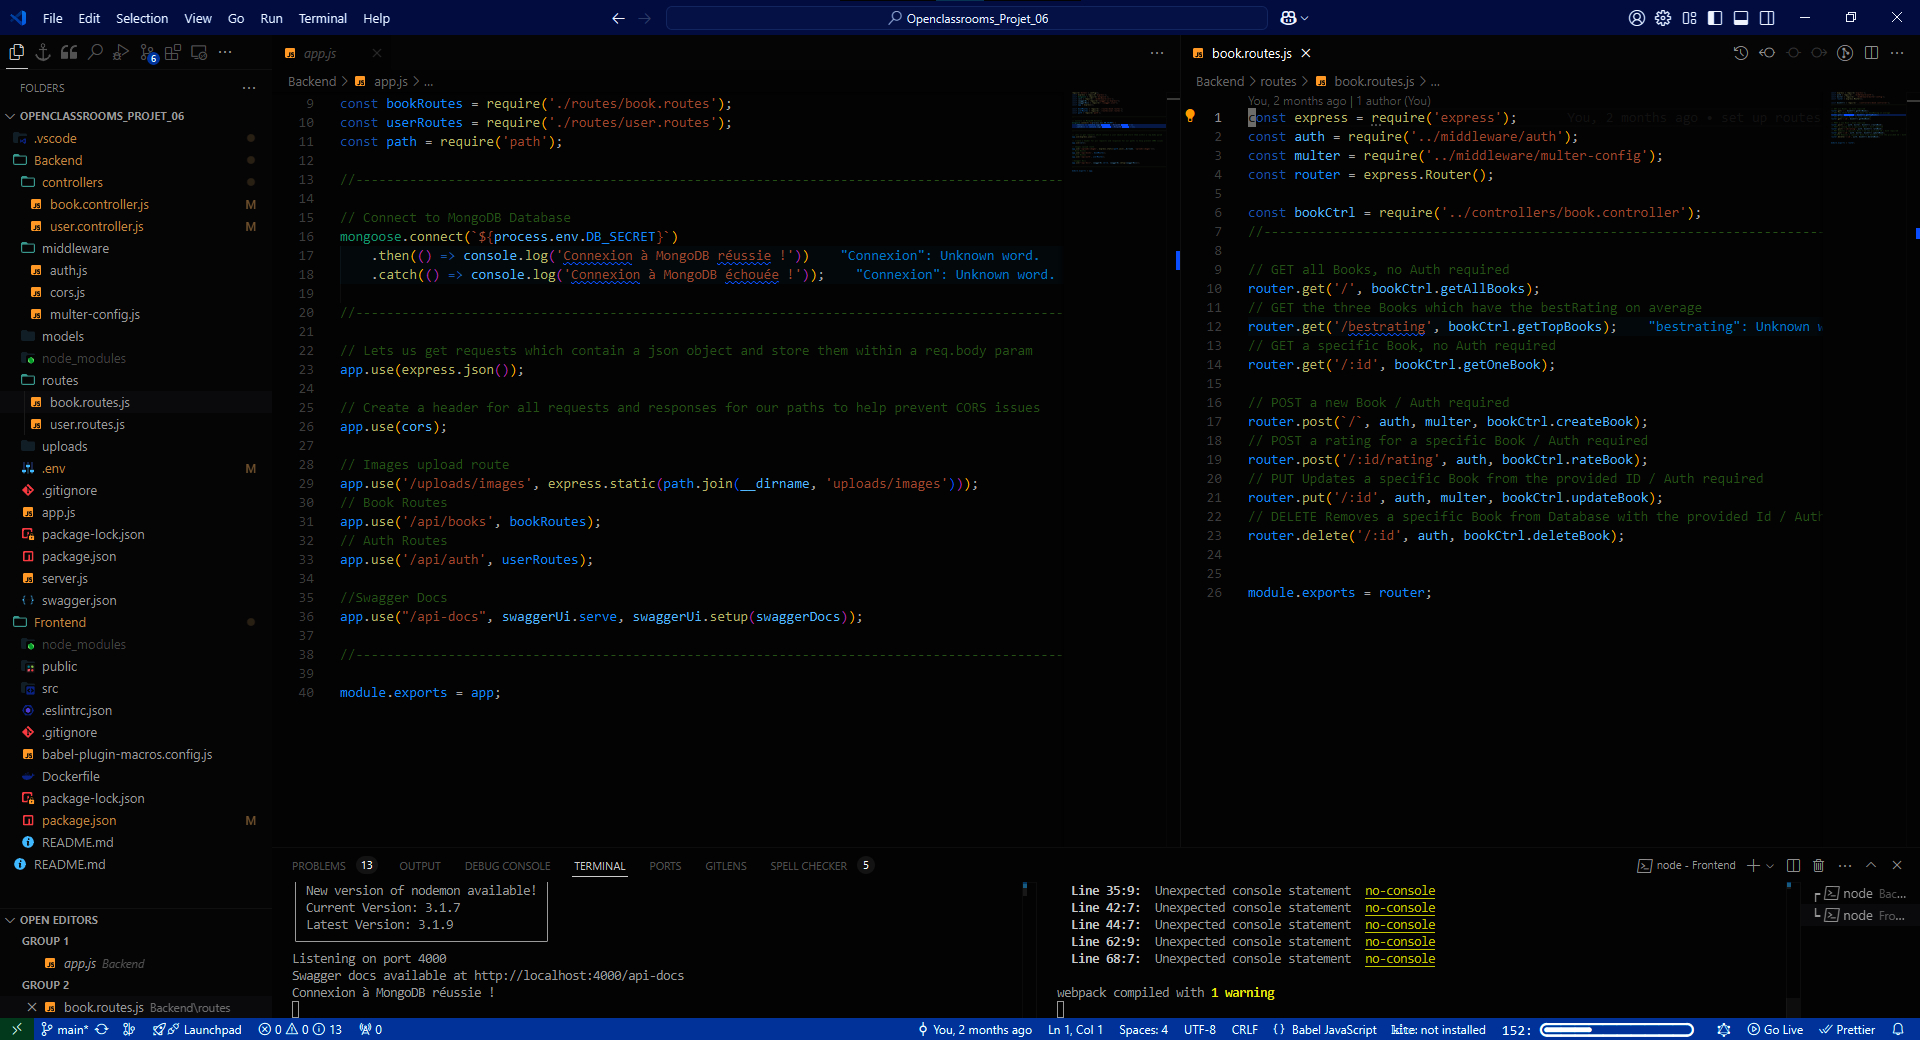 File Edit Selection View Go Run Terminal Help
Openclassrooms_Projet_06
6
FOLDERS
OPENCLASSROOMS_PROJET_06
.vscode
Backend
controllers
book.controller.js M
user.controller.js M
middleware
auth.js
cors.js
multer-config.js
models
node_modules
routes
book.routes.js
user.routes.js
uploads
.env M
.gitignore
app.js
package-lock.json
package.json
server.js
swagger.json
Frontend
node_modules
public
src
.eslintrc.json
.gitignore
babel-plugin-macros.config.js
Dockerfile
package-lock.json
package.json M
README.md
README.md
OPEN EDITORS
GROUP 1
app.js Backend
GROUP 2
book.routes.js Backend\routes
app.js
Backend > app.js > ...
9 const bookRoutes = require('./routes/book.routes');
10 const userRoutes = require('./routes/user.routes');
11 const path = require('path');
12
13 //--------------------------------------------------------------------------------------------
14
15 // Connect to MongoDB Database
16 mongoose.connect(`${process.env.DB_SECRET}`)
17 .then(() => console.log('Connexion à MongoDB réussie !')) "Connexion": Unknown word.
18 .catch(() => console.log('Connexion à MongoDB échouée !')); "Connexion": Unknown word.
19
20 //--------------------------------------------------------------------------------------------
21
22 // Lets us get requests which contain a json object and store them within a req.body param
23 app.use(express.json());
24
25 // Create a header for all requests and responses for our paths to help prevent CORS issues
26 app.use(cors);
27
28 // Images upload route
29 app.use('/uploads/images', express.static(path.join(__dirname, 'uploads/images')));
30 // Book Routes
31 app.use('/api/books', bookRoutes);
32 // Auth Routes
33 app.use('/api/auth', userRoutes);
34
35 //Swagger Docs
36 app.use("/api-docs", swaggerUi.serve, swaggerUi.setup(swaggerDocs));
37
38 //--------------------------------------------------------------------------------------------
39
40 module.exports = app;
book.routes.js
Backend > routes > book.routes.js > ...
You, 2 months ago | 1 author (You)
1 const express = require('express'); You, 2 months ago • set up routes
2 const auth = require('../middleware/auth');
3 const multer = require('../middleware/multer-config');
4 const router = express.Router();
5
6 const bookCtrl = require('../controllers/book.controller');
7 //-------------------------------------------------------------------------
8
9 // GET all Books, no Auth required
10 router.get('/', bookCtrl.getAllBooks);
11 // GET the three Books which have the bestRating on average
12 router.get('/bestrating', bookCtrl.getTopBooks); "bestrating": Unknown w
13 // GET a specific Book, no Auth required
14 router.get('/:id', bookCtrl.getOneBook);
15
16 // POST a new Book / Auth required
17 router.post(`/`, auth, multer, bookCtrl.createBook);
18 // POST a rating for a specific Book / Auth required
19 router.post('/:id/rating', auth, bookCtrl.rateBook);
20 // PUT Updates a specific Book from the provided ID / Auth required
21 router.put('/:id', auth, multer, bookCtrl.updateBook);
22 // DELETE Removes a specific Book from Database with the provided Id / Auth
23 router.delete('/:id', auth, bookCtrl.deleteBook);
24
25
26 module.exports = router;
PROBLEMS 13 OUTPUT DEBUG CONSOLE TERMINAL PORTS GITLENS SPELL CHECKER 5
node - Frontend
New version of nodemon available!
Current Version: 3.1.7
Latest Version: 3.1.9
Listening on port 4000
Swagger docs available at http://localhost:4000/api-docs
Connexion à MongoDB réussie !
Line 35:9: Unexpected console statement no-console
Line 42:7: Unexpected console statement no-console
Line 44:7: Unexpected console statement no-console
Line 62:9: Unexpected console statement no-console
Line 68:7: Unexpected console statement no-console
webpack compiled with 1 warning
node Bac...
node Fro...
main* Launchpad 0 0 13 0
You, 2 months ago Ln 1, Col 1 Spaces: 4 UTF-8 CRLF {} Babel JavaScript kite: not installed 152: Go Live Prettier